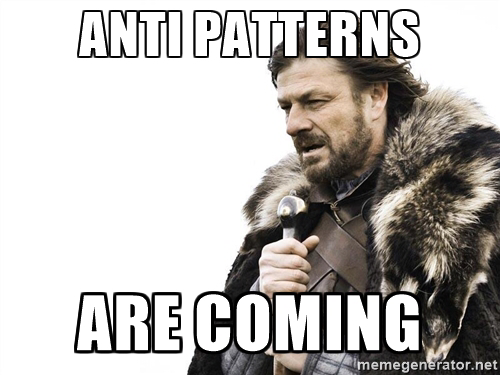 ANTI PATTERNS
ARE COMING
memegenerator.net